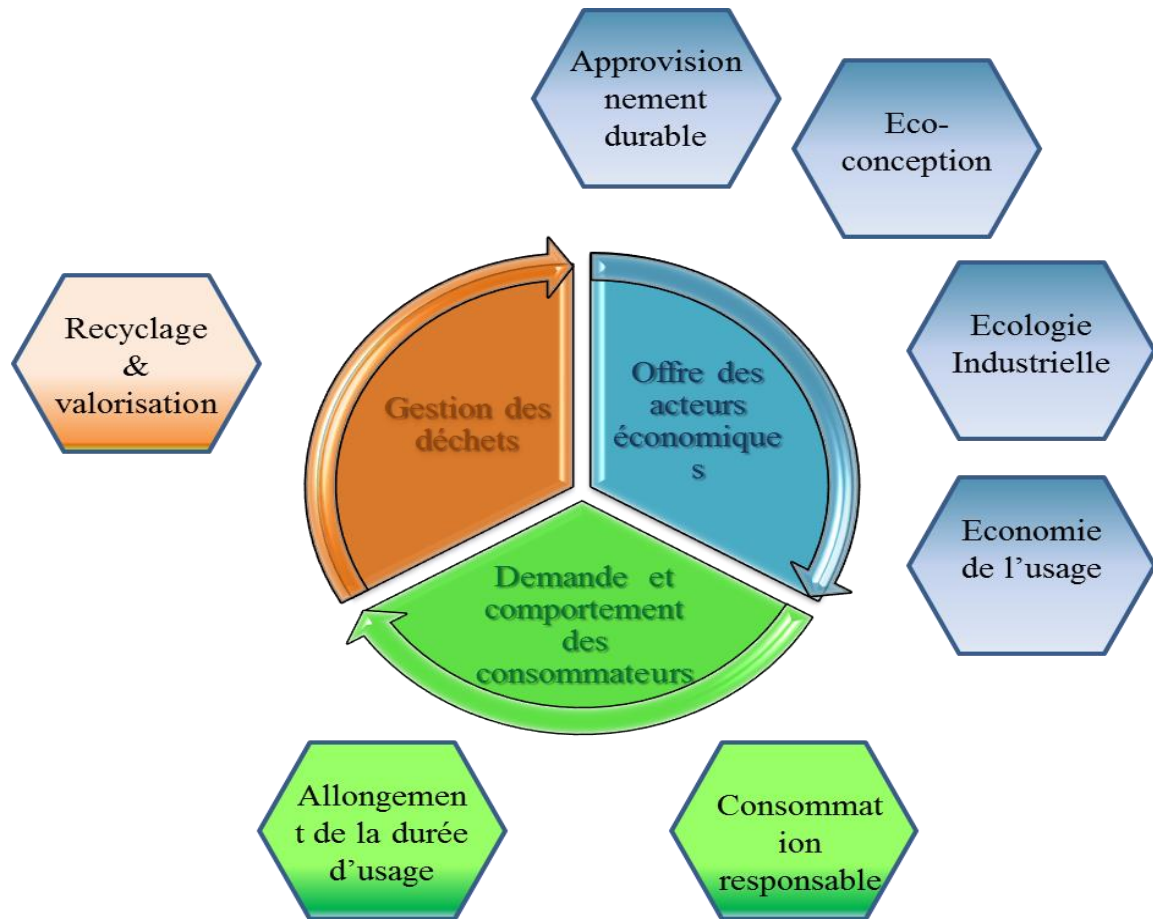 Approvision
nement
durable
Eco-
conception
Ecologie
Industrielle
Economie
de l’usage
Recyclage
&
valorisation
Gestion des
déchets
Offre des
acteurs
économique
s
Demande et
comportement
des
consommateurs
Allongemen
t de la durée
d’usage
Consommat
ion
responsable